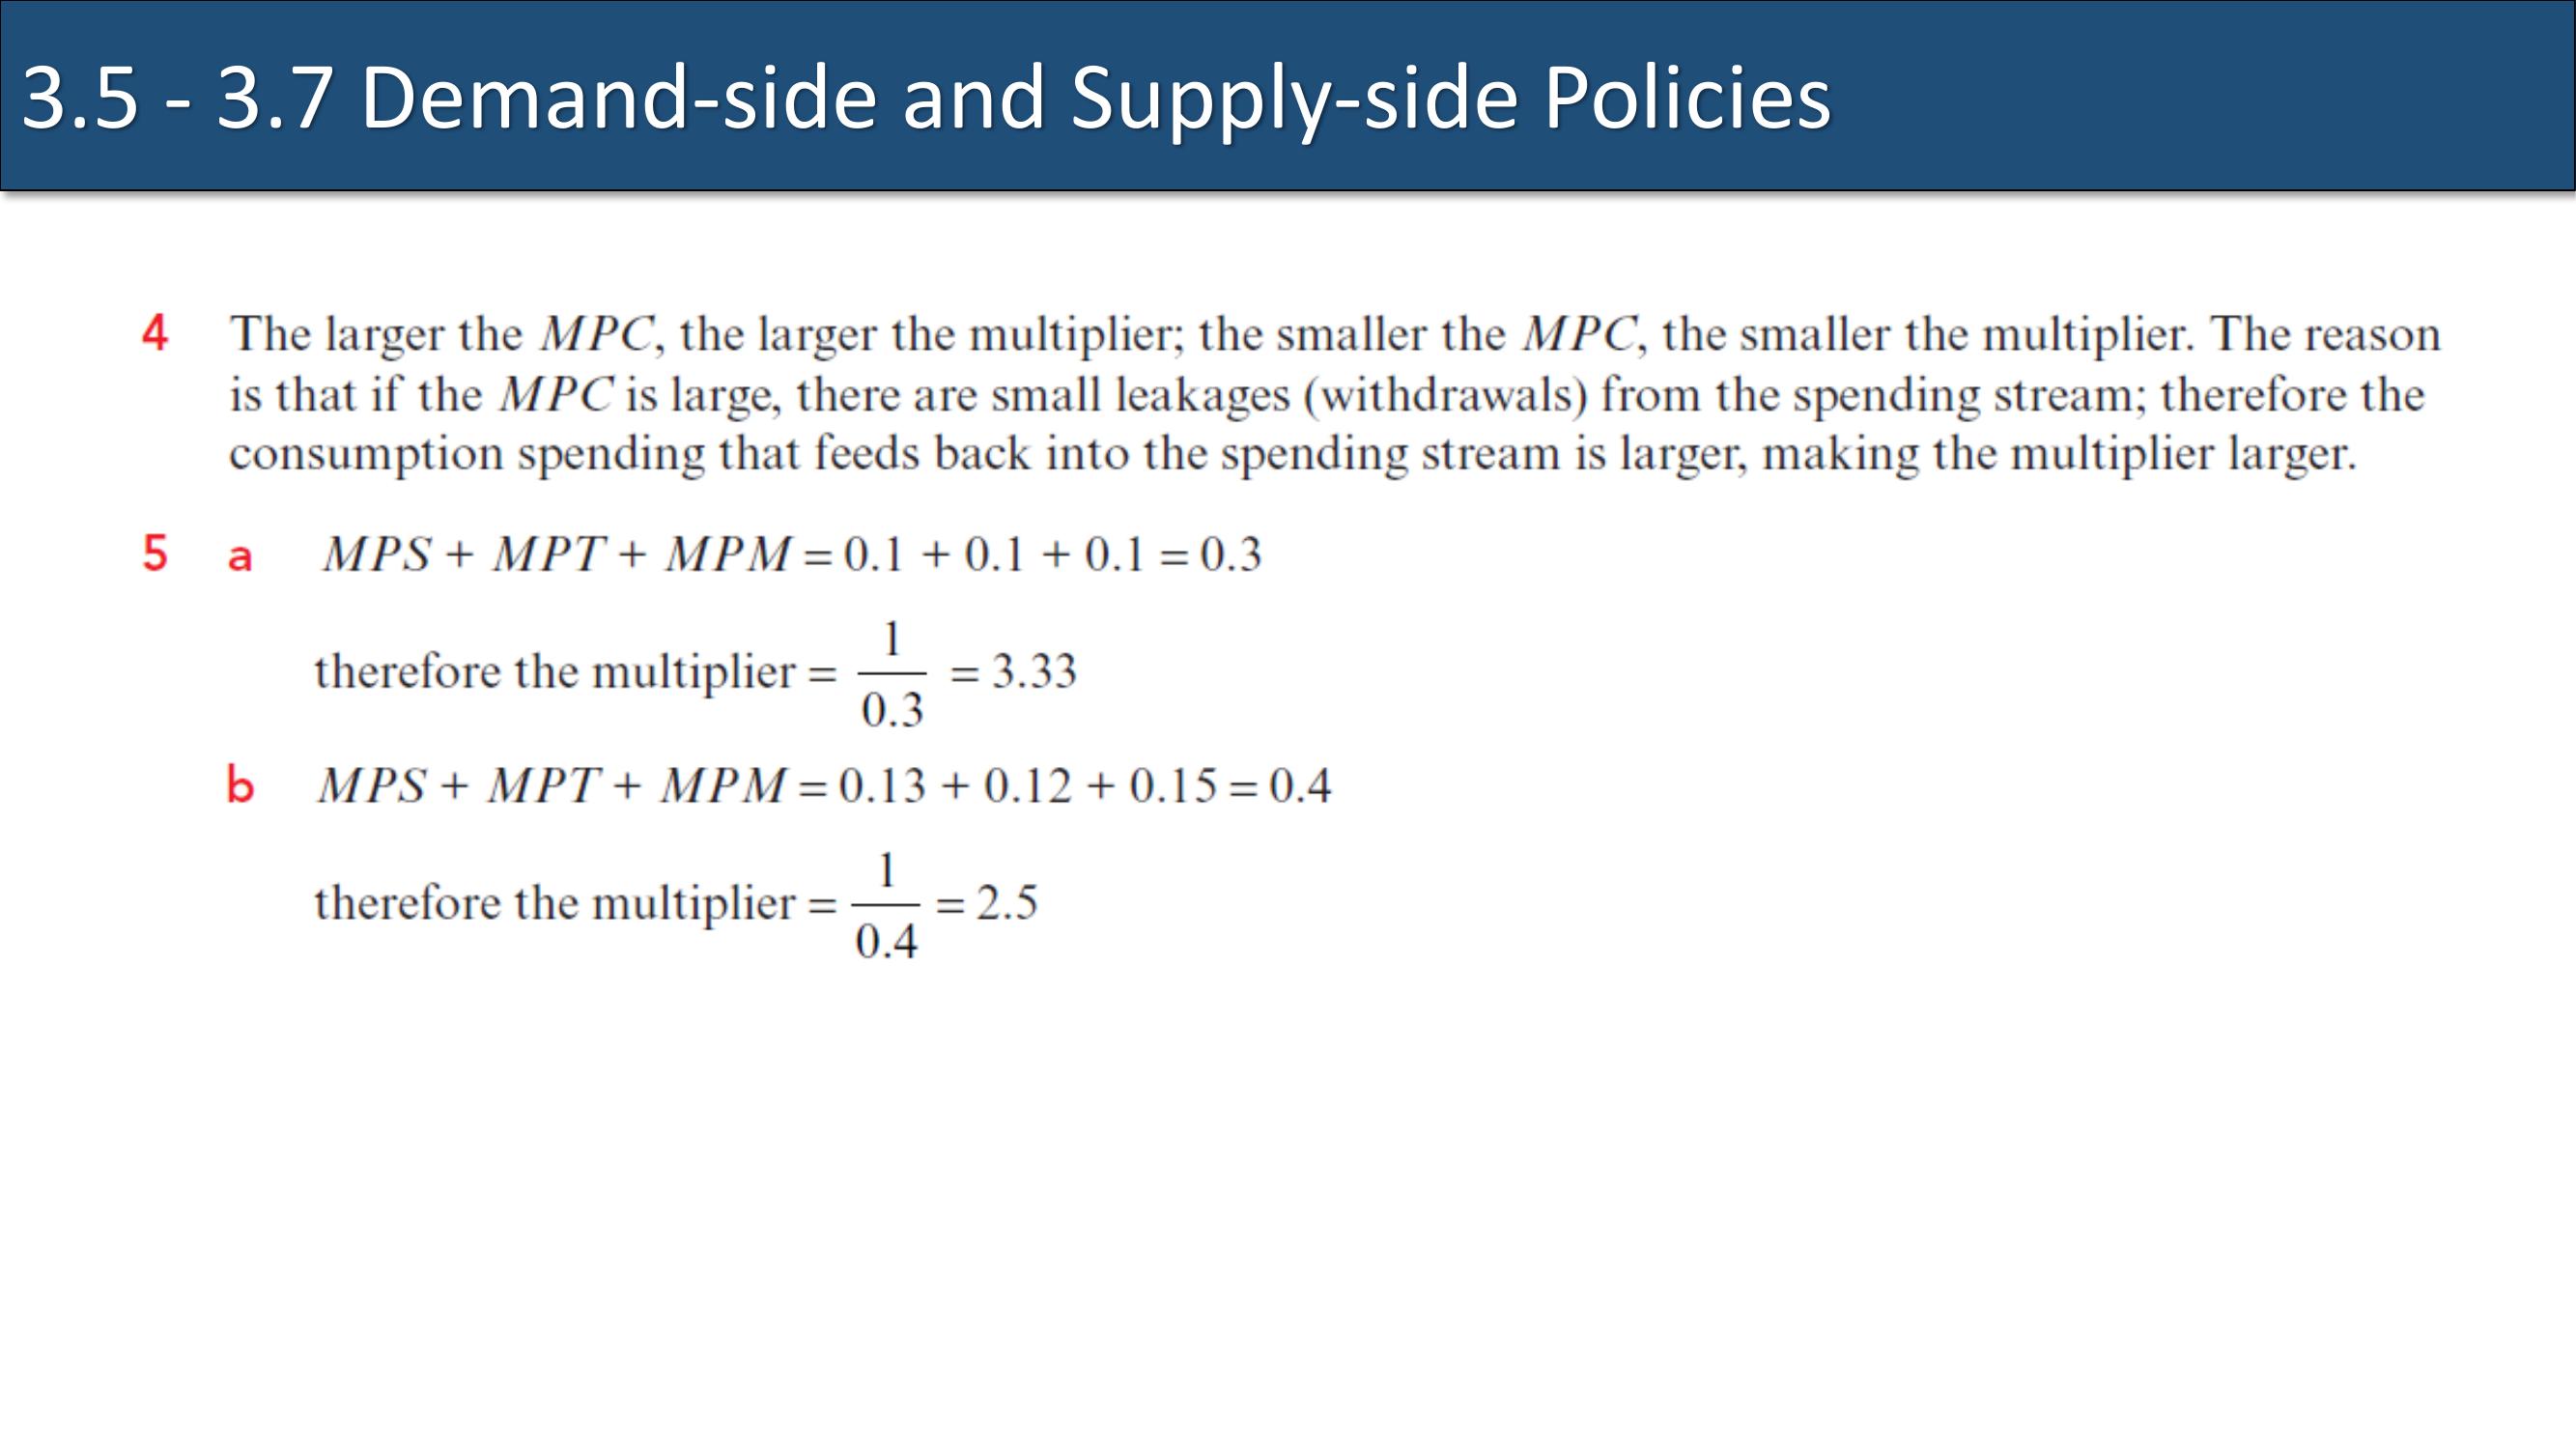 3.5 - 3.7 Demand-side and Supply-side Policies
4 The larger the MPC, the larger the multiplier; the smaller the MPC, the smaller the multiplier. The reason
is that if the MPC is large, there are small leakages (withdrawals) from the spending stream; therefore the
consumption spending that feeds back into the spending stream is larger, making the multiplier larger.
5 a MPS + MPT + MPM = 0.1 + 0.1 + 0.1 = 0.3
therefore the multiplier = 1/0.3 = 3.33
b MPS + MPT + MPM = 0.13 + 0.12 + 0.15 = 0.4
therefore the multiplier = 1/0.4 = 2.5